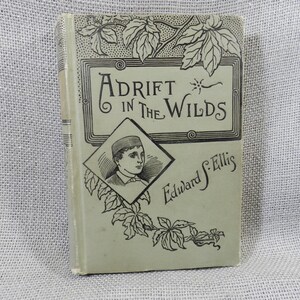 ADRIFT
IN THE WILDS
Edward S. Ellis